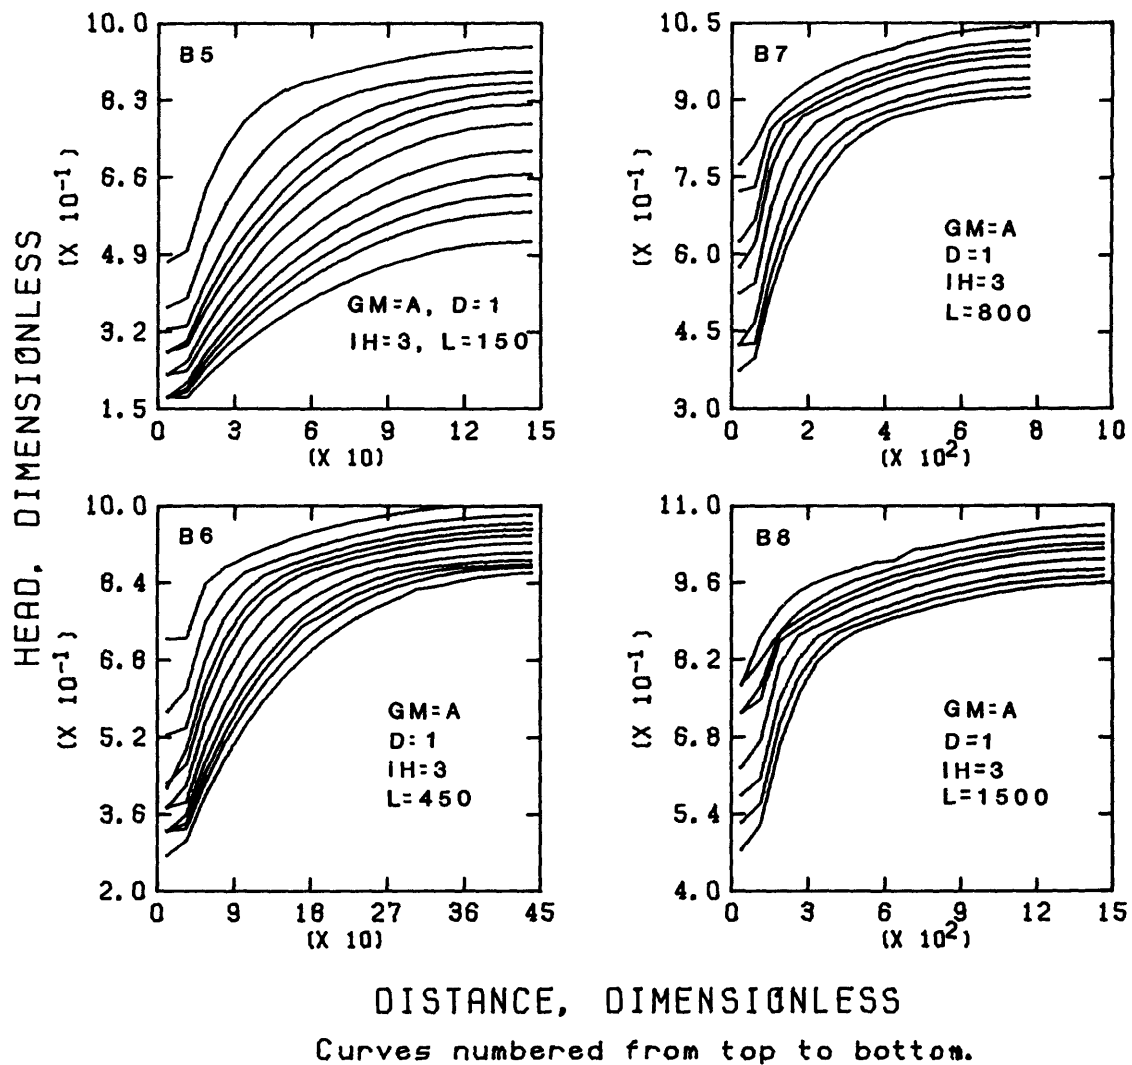 HEAD, DIMENSIONLESS
B5
10.0
8.3
6.6
4.9
3.2
1.5
(X 10-1)
GM=A, D=1
IH=3, L=150
0 3 6 9 12 15
(X 10)
B7
10.5
9.0
7.5
6.0
4.5
3.0
(X 10-1)
GM=A
D=1
IH=3
L=800
0 2 4 6 8 10
(X 102)
B6
10.0
8.4
6.8
5.2
3.6
2.0
(X 10-1)
GM=A
D=1
IH=3
L=450
0 9 18 27 36 45
(X 10)
B8
11.0
9.6
8.2
6.8
5.4
4.0
(X 10-1)
GM=A
D=1
IH=3
L=1500
0 3 6 9 12 15
(X 102)
DISTANCE, DIMENSIONLESS
Curves numbered from top to bottom.